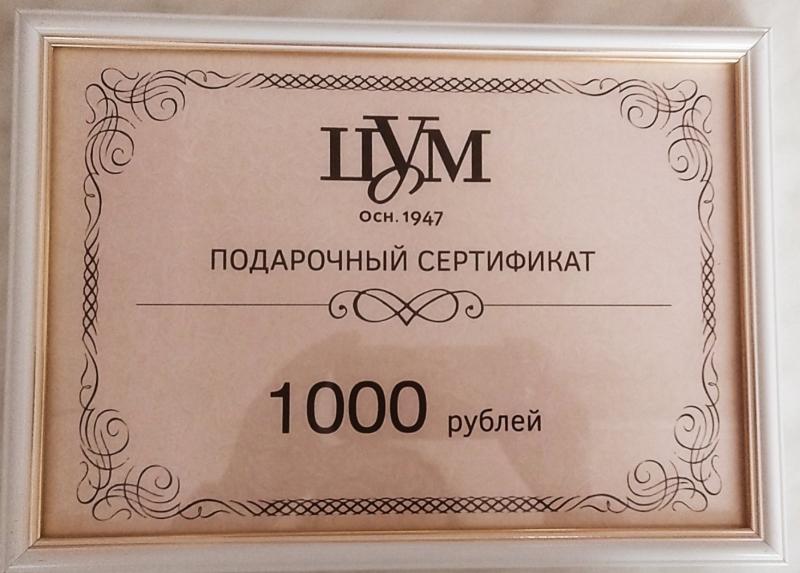 ЦУМ
осн. 1947
ПОДАРОЧНЫЙ СЕРТИФИКАТ
1000 рублей